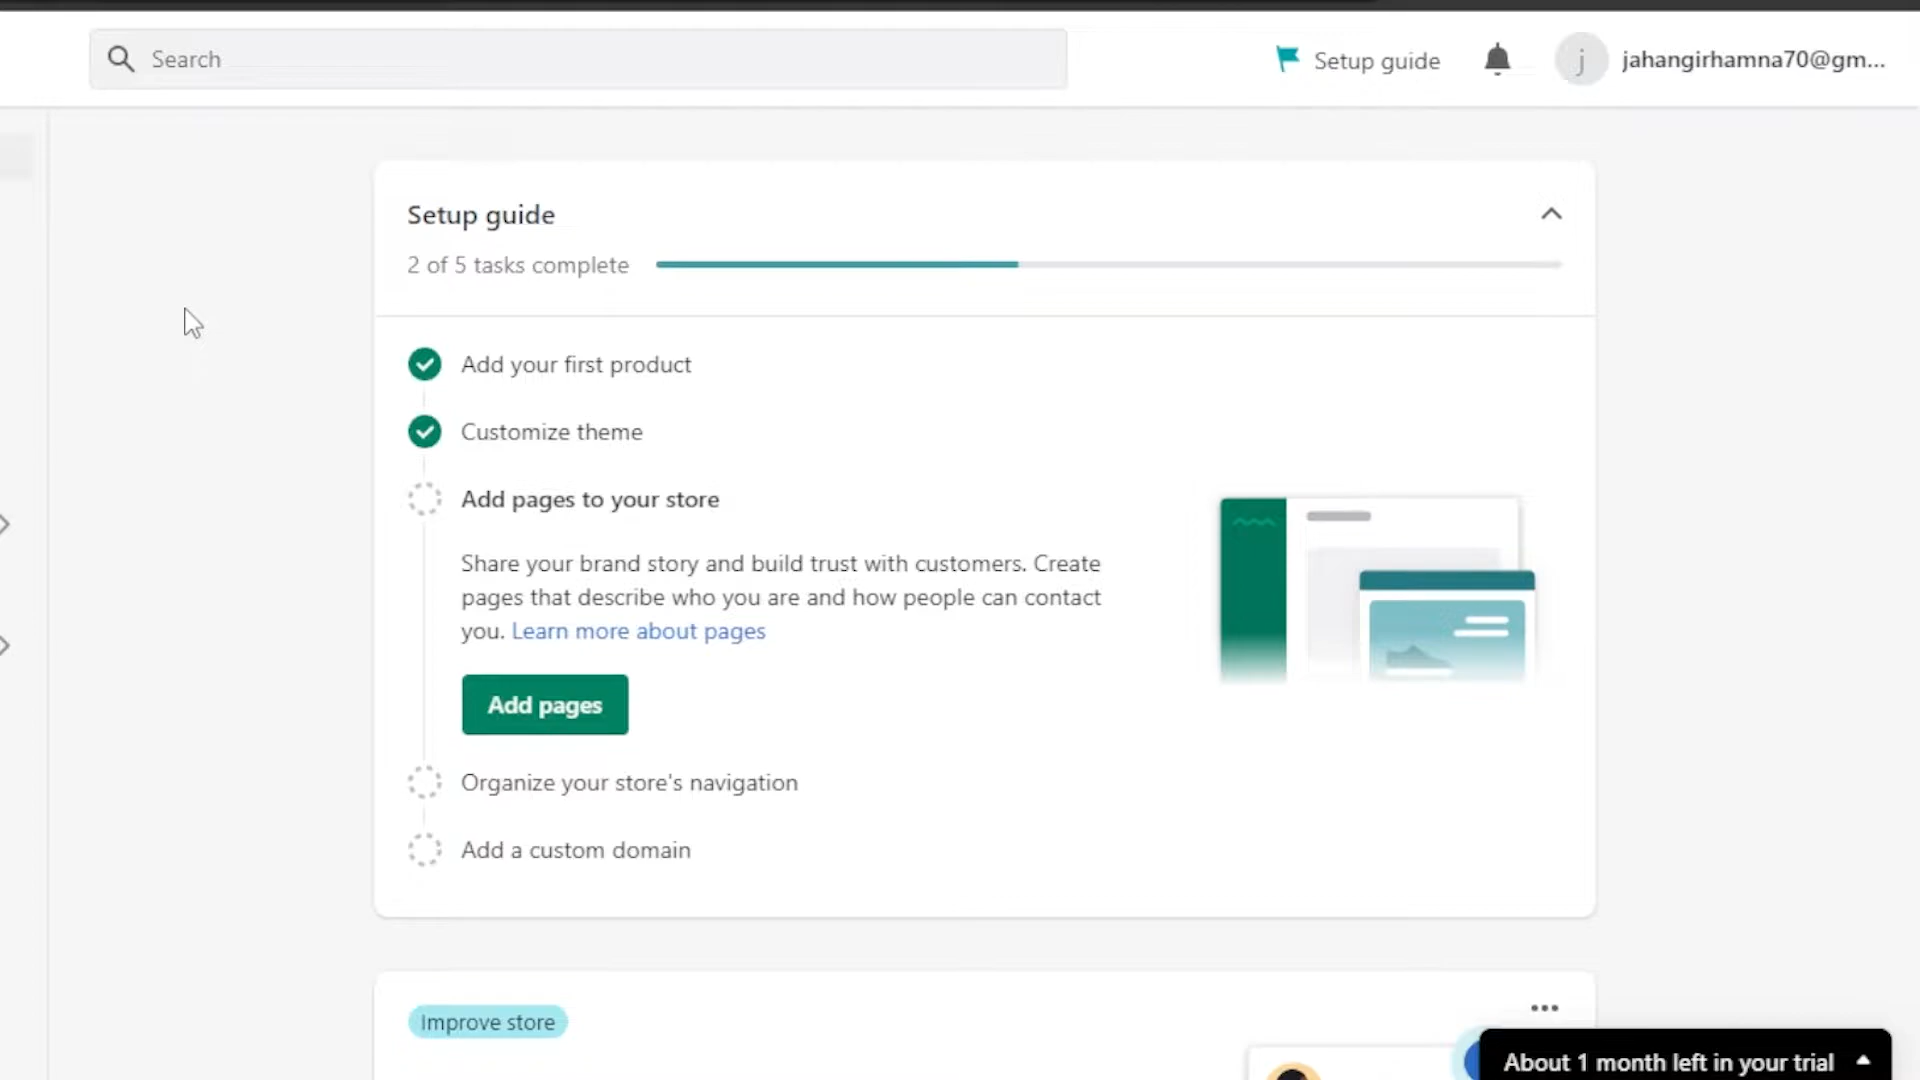 Search
Setup guide
j
jahangirhamna70@gm...
Setup guide
2 of 5 tasks complete
Add your first product
Customize theme
Add pages to your store
Share your brand story and build trust with customers. Create
pages that describe who you are and how people can contact
you. Learn more about pages
Add pages
Organize your store's navigation
Add a custom domain
Improve store
About 1 month left in your trial